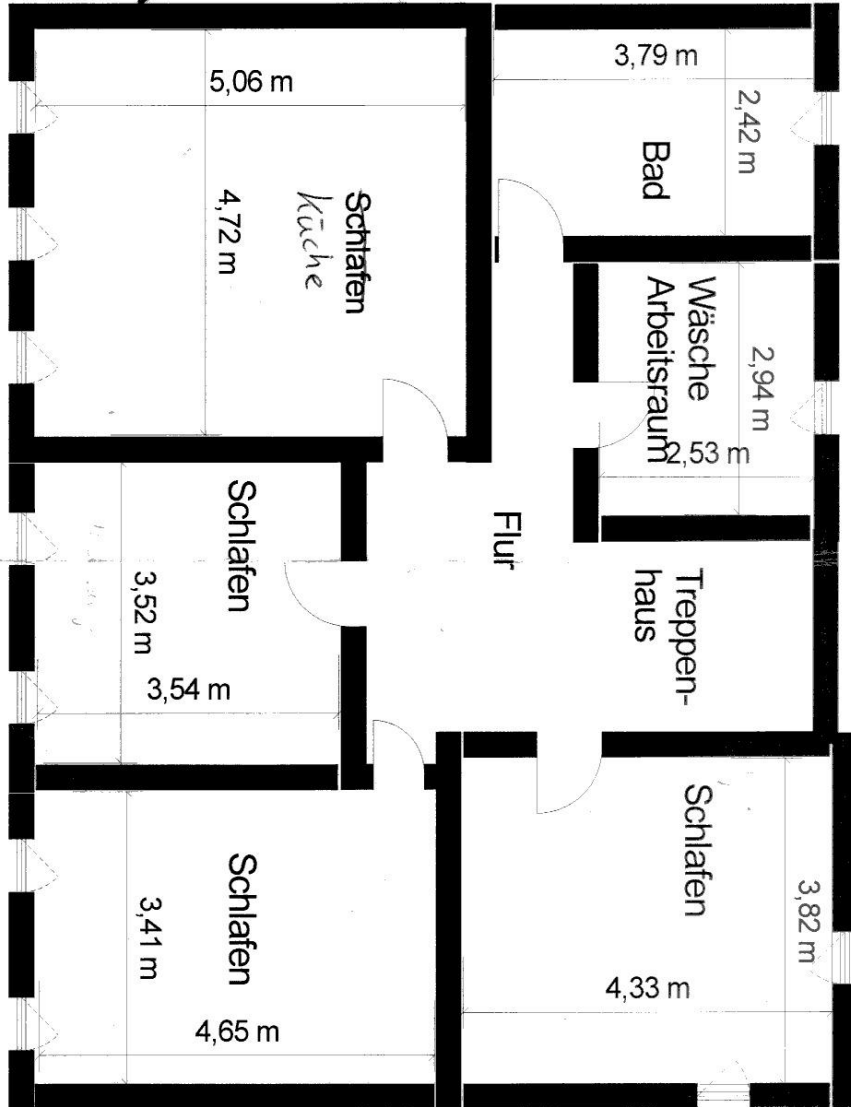 5,06 m
4,72 m
Schlafen
Küche
3,79 m
2,42 m
Bad
Wäsche
Arbeitsraum
2,94 m
2,53 m
Flur
Treppen-
haus
Schlafen
3,52 m
3,54 m
Schlafen
3,41 m
4,65 m
Schlafen
3,82 m
4,33 m